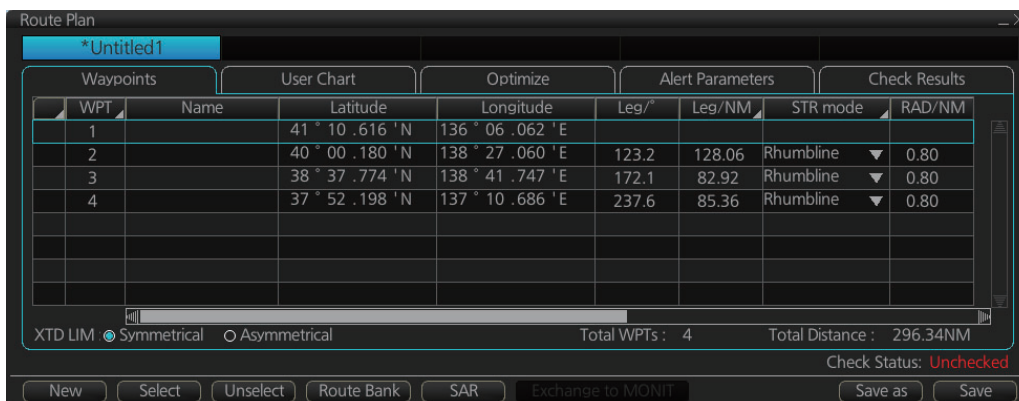 Route Plan
*Untitled1
Waypoints User Chart Optimize Alert Parameters Check Results
WPT Name Latitude Longitude Leg/° Leg/NM STR mode RAD/NM
1 41 ° 10 .616 'N 136 ° 06 .062 'E
2 40 ° 00 .180 'N 138 ° 27 .060 'E 123.2 128.06 Rhumbline 0.80
3 38 ° 37 .774 'N 138 ° 41 .747 'E 172.1 82.92 Rhumbline 0.80
4 37 ° 52 .198 'N 137 ° 10 .686 'E 237.6 85.36 Rhumbline 0.80
XTD LIM : Symmetrical Asymmetrical Total WPTs : 4 Total Distance : 296.34NM
Check Status: Unchecked
New Select Unselect Route Bank SAR Exchange to MONIT Save as Save